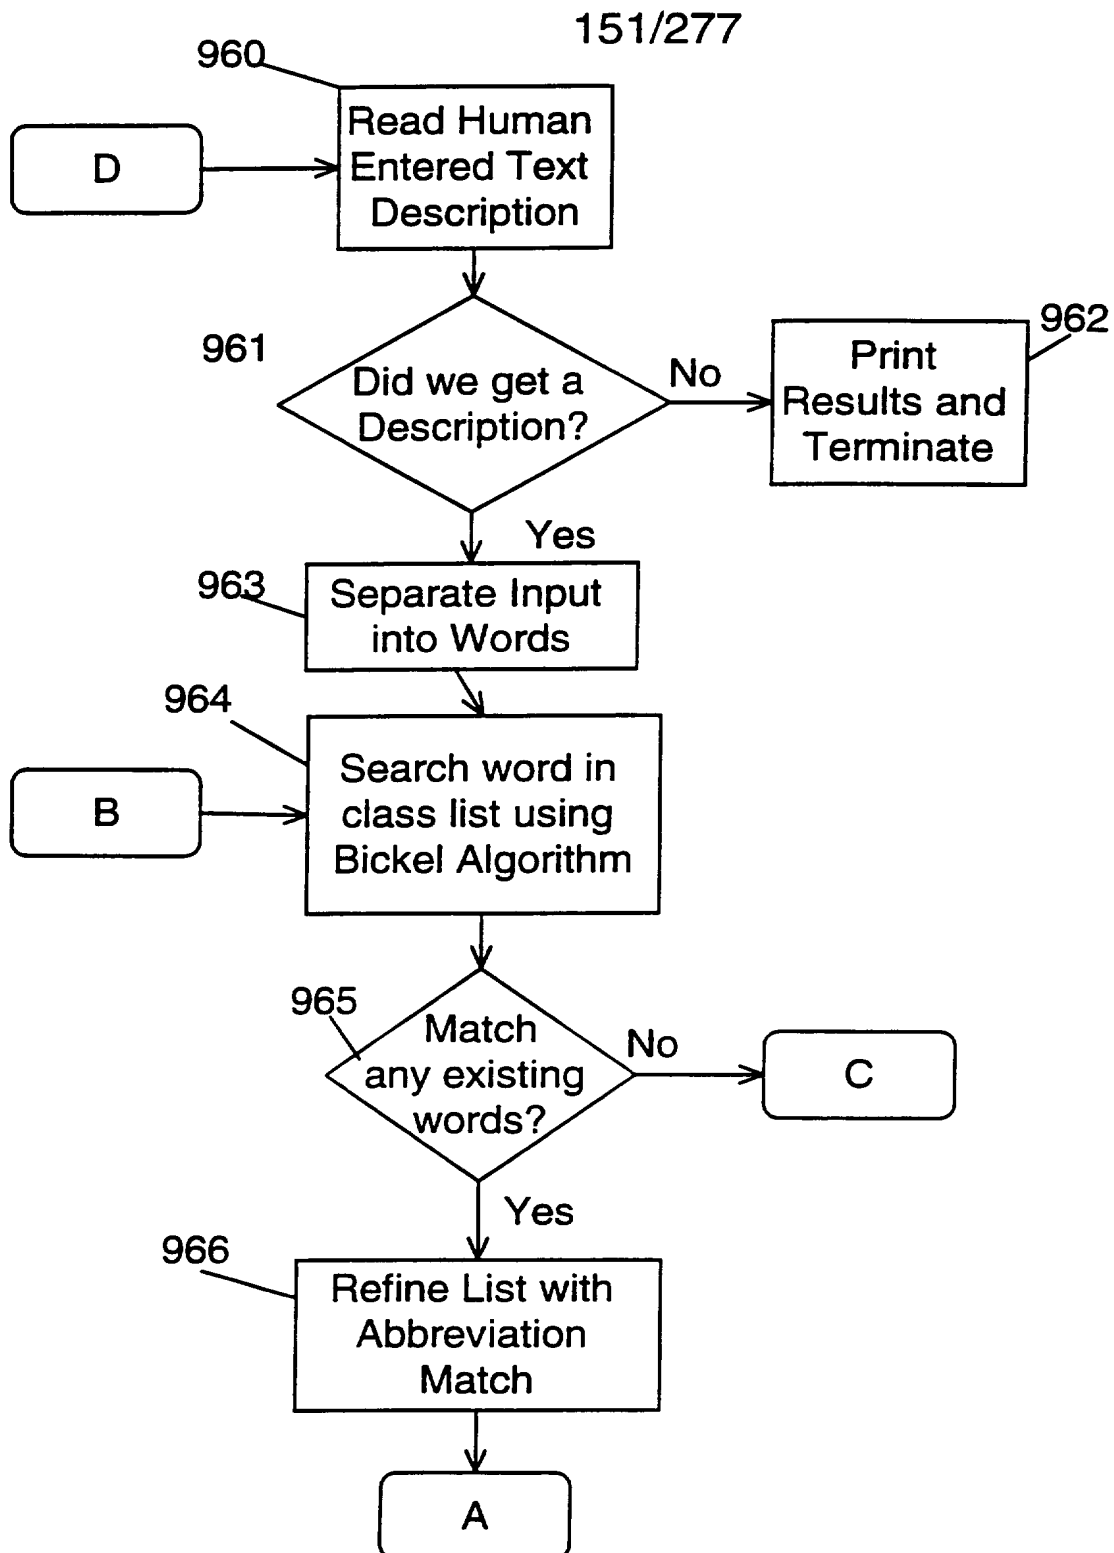 151/277
960
Read Human
Entered Text
Description
D
961
Did we get a
Description?
No
962
Print
Results and
Terminate
Yes
963
Separate Input
into Words
964
Search word in
class list using
Bickel Algorithm
B
965
Match
any existing
words?
No
C
Yes
966
Refine List with
Abbreviation
Match
A